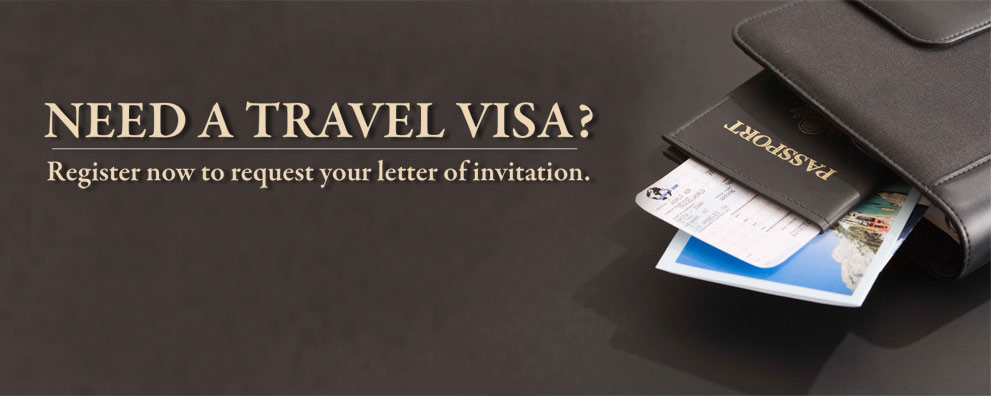 NEED A TRAVEL VISA?
Register now to request your letter of invitation.
PASSPORT